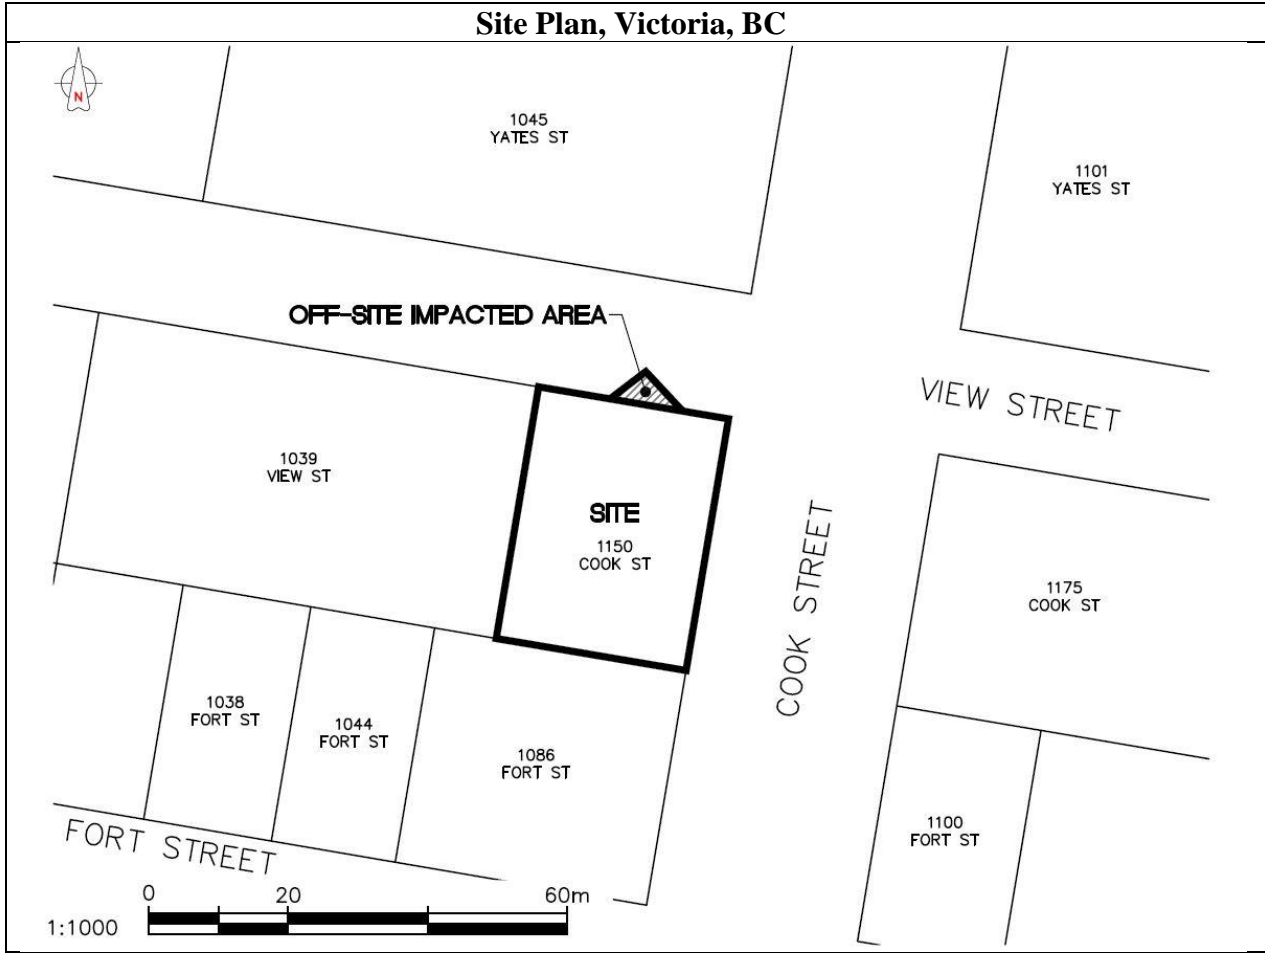 Site Plan, Victoria, BC
N
1045
YATES ST
1101
YATES ST
OFF-SITE IMPACTED AREA
VIEW STREET
1039
VIEW ST
SITE
1150
COOK ST
COOK STREET
1175
COOK ST
1038
FORT ST
1044
FORT ST
1086
FORT ST
1100
FORT ST
FORT STREET
0 20 60m
1:1000